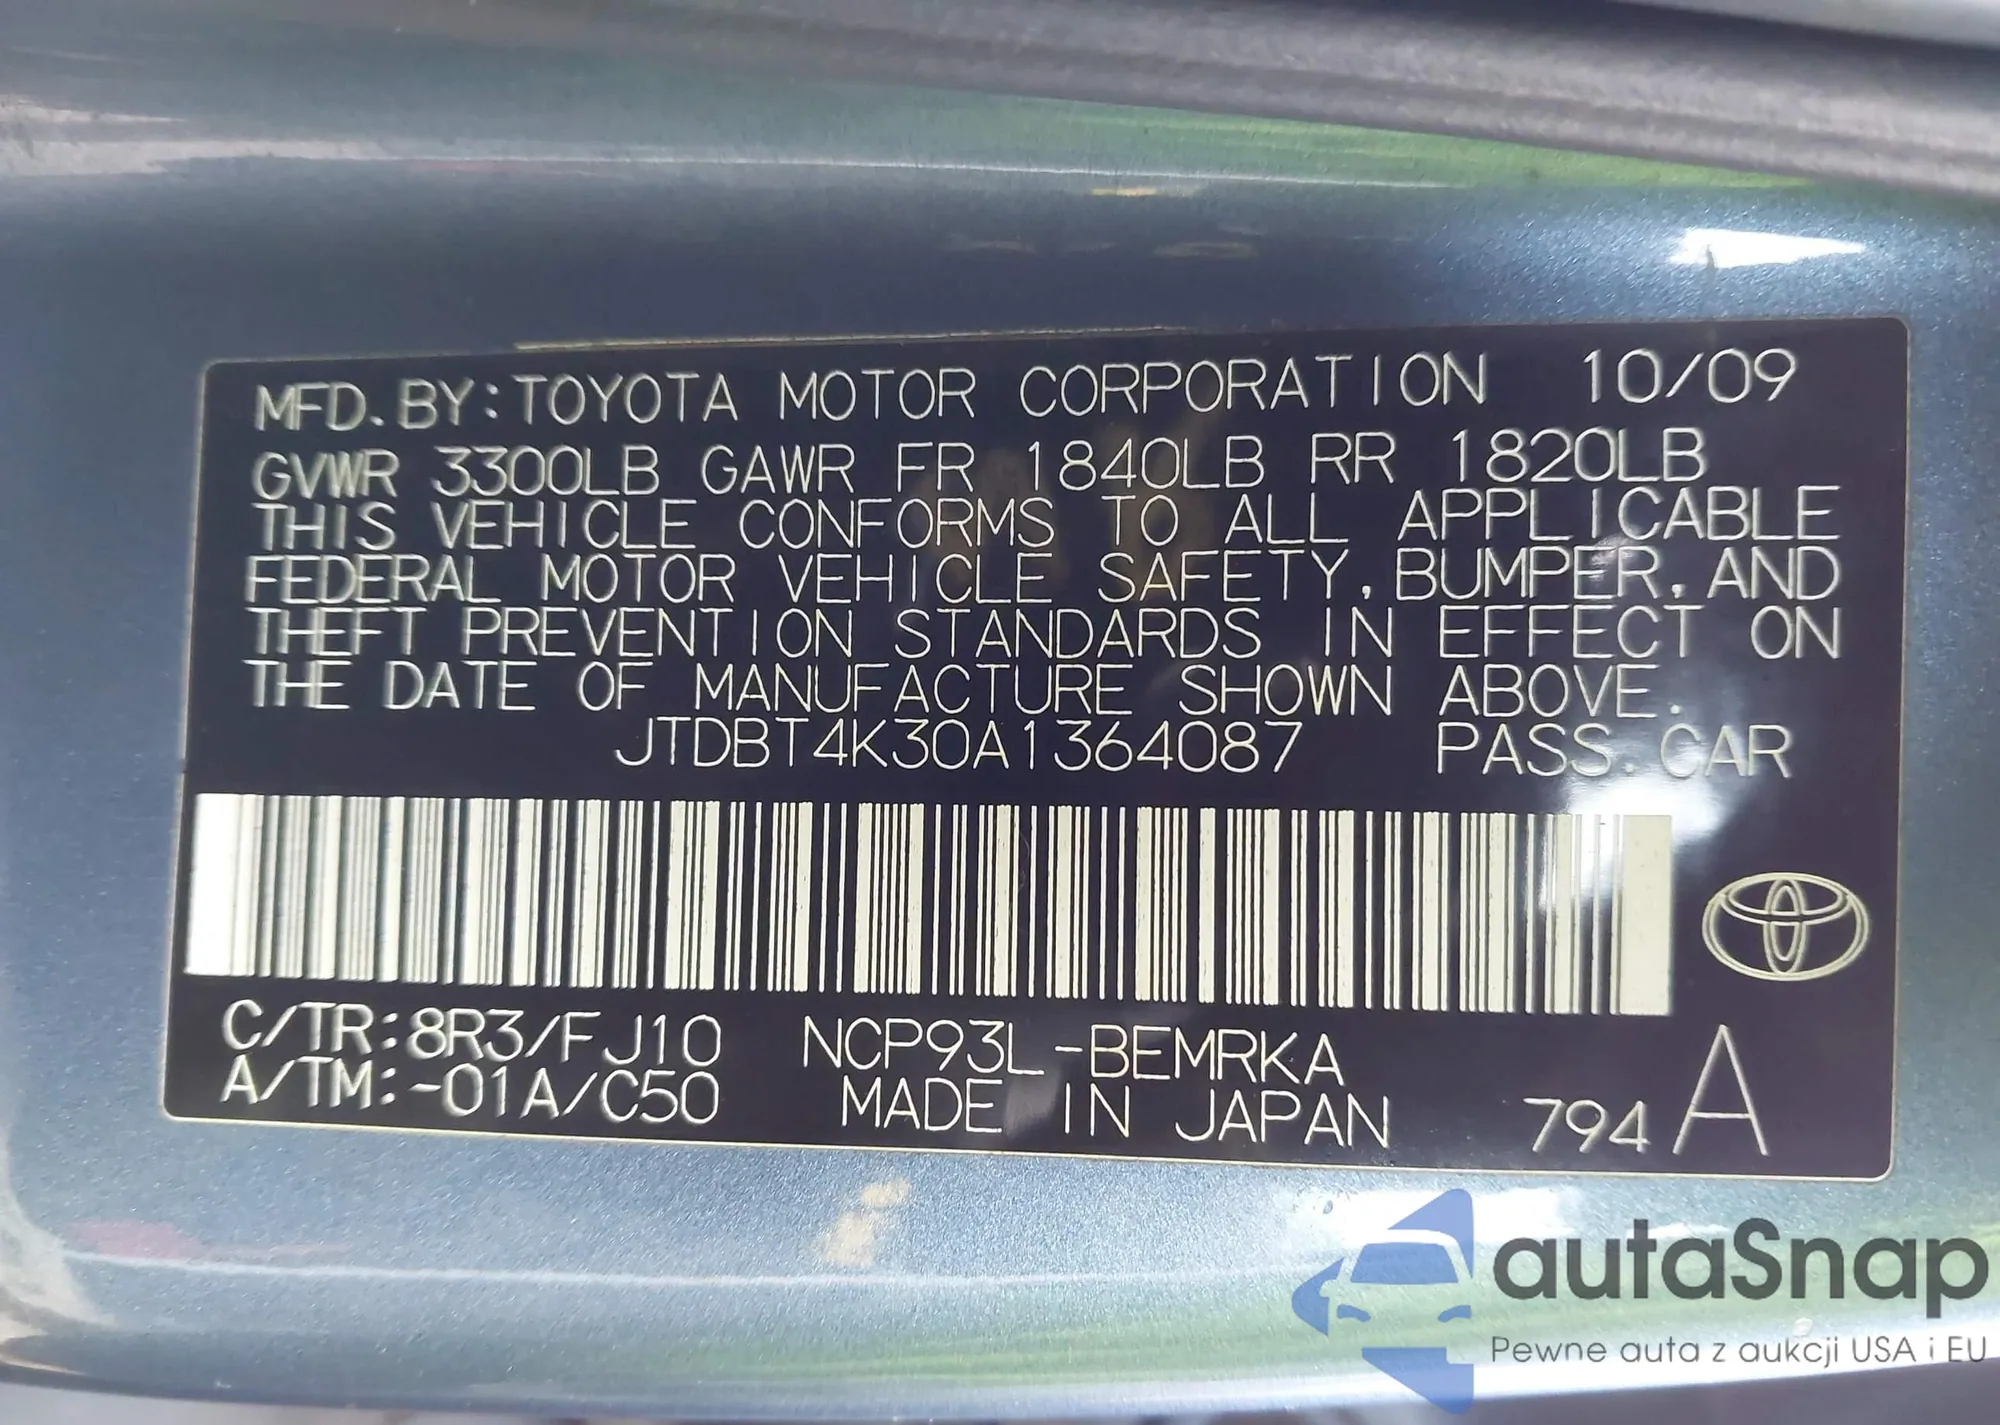 MFD. BY: TOYOTA MOTOR CORPORATION 10/09
GVWR 3300LB GAWR FR 1840LB RR 1820LB
THIS VEHICLE CONFORMS TO ALL APPLICABLE
FEDERAL MOTOR VEHICLE SAFETY, BUMPER, AND
THEFT PREVENTION STANDARDS IN EFFECT ON
THE DATE OF MANUFACTURE SHOWN ABOVE.
JTDBT4K30A1364087 PASS. CAR
C/TR: 8R3/FJ10 NCP93L-BEMRKA
A/TM: -01A/C50 MADE IN JAPAN 794 A
autaSnap
Pewne auta z aukcji USA i EU